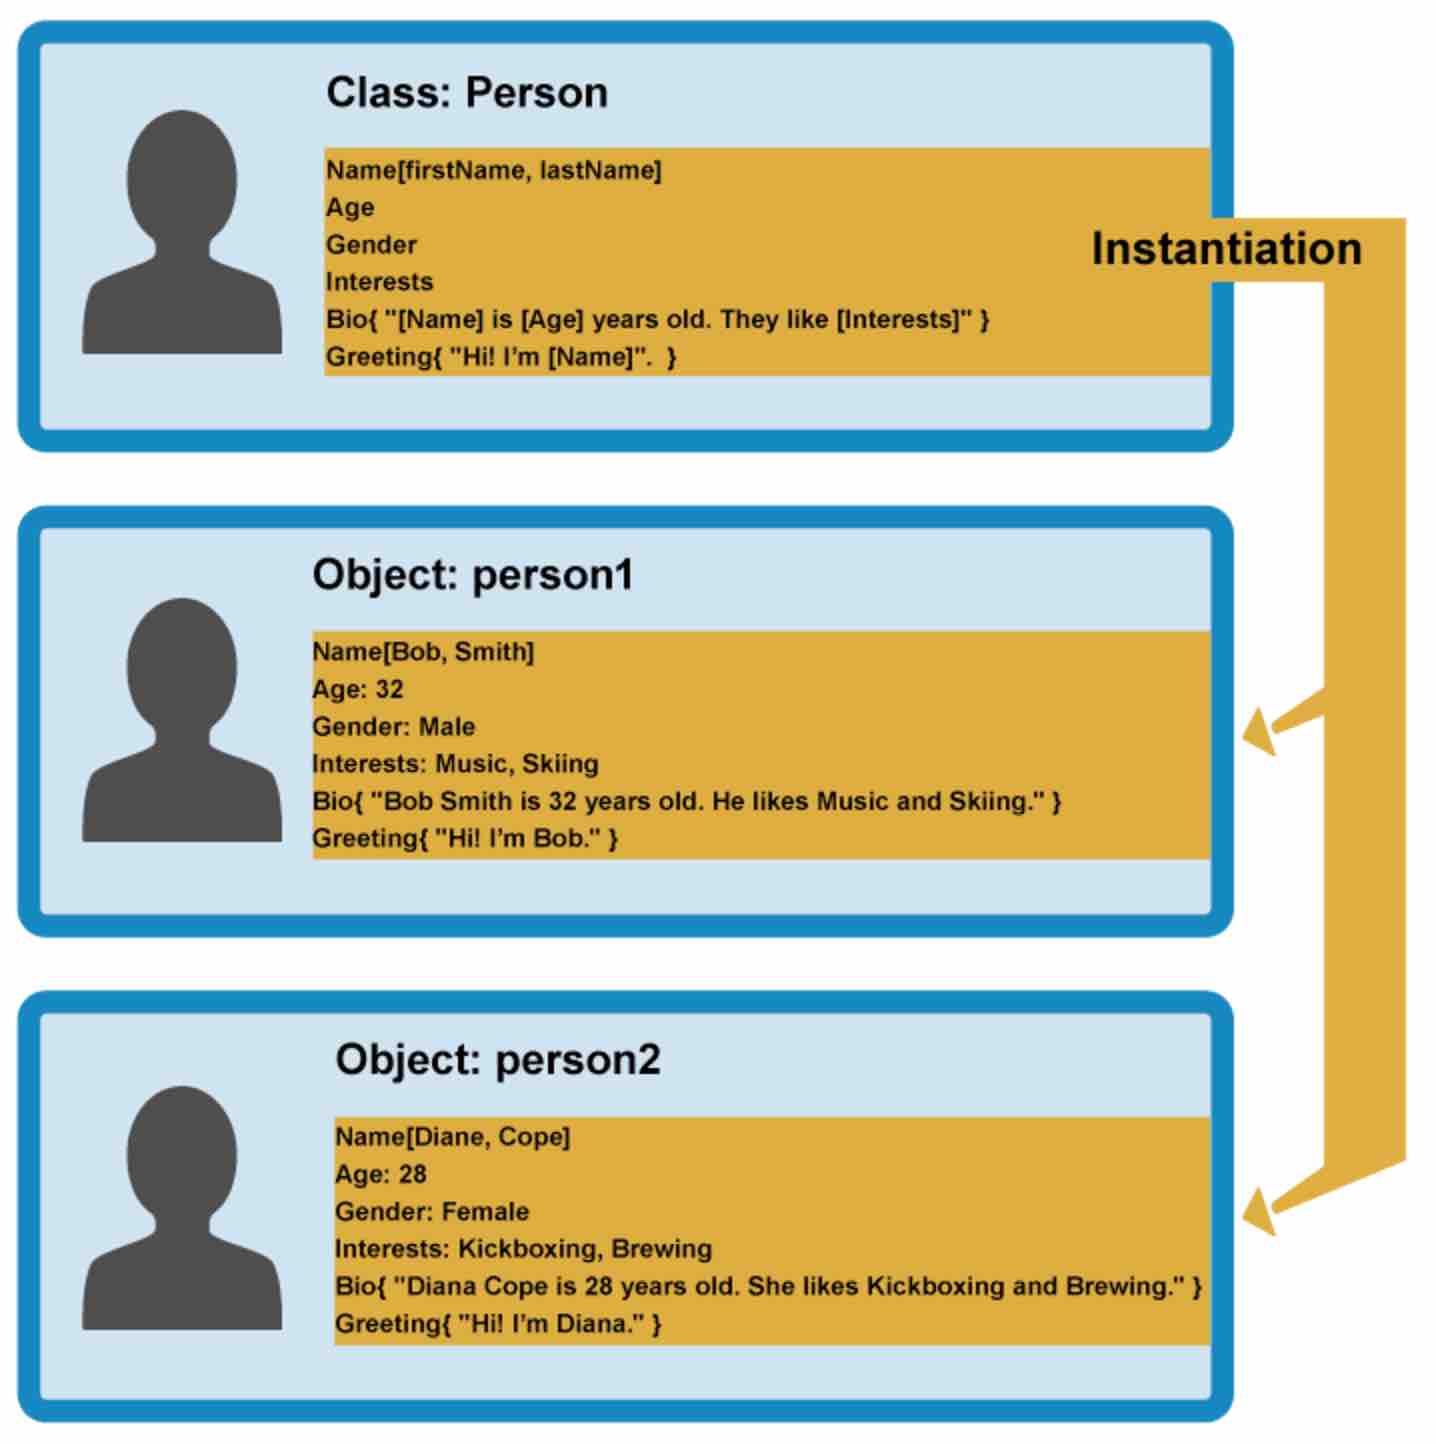 Class: Person
Name[firstName, lastName]
Age
Gender
Interests
Bio{ "[Name] is [Age] years old. They like [Interests]" }
Greeting{ "Hi! I’m [Name]".  }
Instantiation
Object: person1
Name[Bob, Smith]
Age: 32
Gender: Male
Interests: Music, Skiing
Bio{ "Bob Smith is 32 years old. He likes Music and Skiing." }
Greeting{ "Hi! I’m Bob." }
Object: person2
Name[Diane, Cope]
Age: 28
Gender: Female
Interests: Kickboxing, Brewing
Bio{ "Diana Cope is 28 years old. She likes Kickboxing and Brewing." }
Greeting{ "Hi! I’m Diana." }